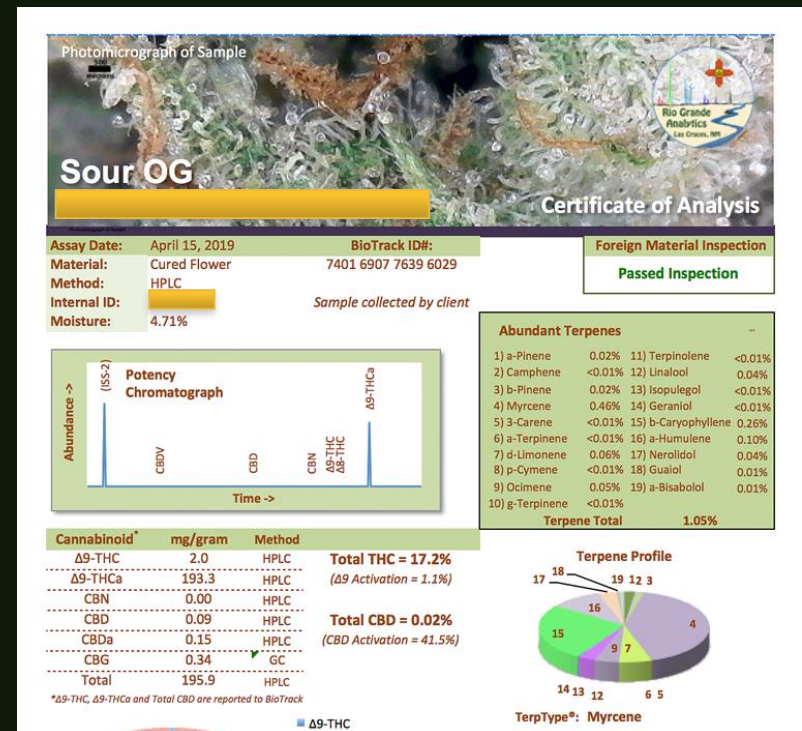 Photomicrograph of Sample
500
microns
Rio Grande
Analytics
Las Cruces, NM
Sour OG
Certificate of Analysis
Photomicrograph of Sample
Assay Date: April 15, 2019 BioTrack ID#:
Material: Cured Flower 7401 6907 7639 6029
Method: HPLC
Internal ID: Sample collected by client
Moisture: 4.71%
Foreign Material Inspection
Passed Inspection
Potency
Chromatograph
Abundance ->
(ISS-2)
CBDV
CBD
CBN
Δ9-THC
Δ8-THC
Δ9-THCa
Time ->
Abundant Terpenes –
1) a-Pinene 0.02% 11) Terpinolene <0.01%
2) Camphene <0.01% 12) Linalool 0.04%
3) b-Pinene 0.02% 13) Isopulegol <0.01%
4) Myrcene 0.46% 14) Geraniol <0.01%
5) 3-Carene <0.01% 15) b-Caryophyllene 0.26%
6) a-Terpinene <0.01% 16) a-Humulene 0.10%
7) d-Limonene 0.06% 17) Nerolidol 0.04%
8) p-Cymene <0.01% 18) Guaiol 0.01%
9) Ocimene 0.05% 19) a-Bisabolol 0.01%
10) g-Terpinene <0.01%
Terpene Total 1.05%
Cannabinoid* mg/gram Method
Δ9-THC 2.0 HPLC
Δ9-THCa 193.3 HPLC
CBN 0.00 HPLC
CBD 0.09 HPLC
CBDa 0.15 HPLC
CBG 0.34 GC
Total 195.9 HPLC
*Δ9-THC, Δ9-THCa and Total CBD are reported to BioTrack
Total THC = 17.2%
(Δ9 Activation = 1.1%)
Total CBD = 0.02%
(CBD Activation = 41.5%)
Terpene Profile
18 19 1 2 3
17
16 4
15
9 7
14 13 12 6 5
TerpType®: Myrcene
Δ9-THC